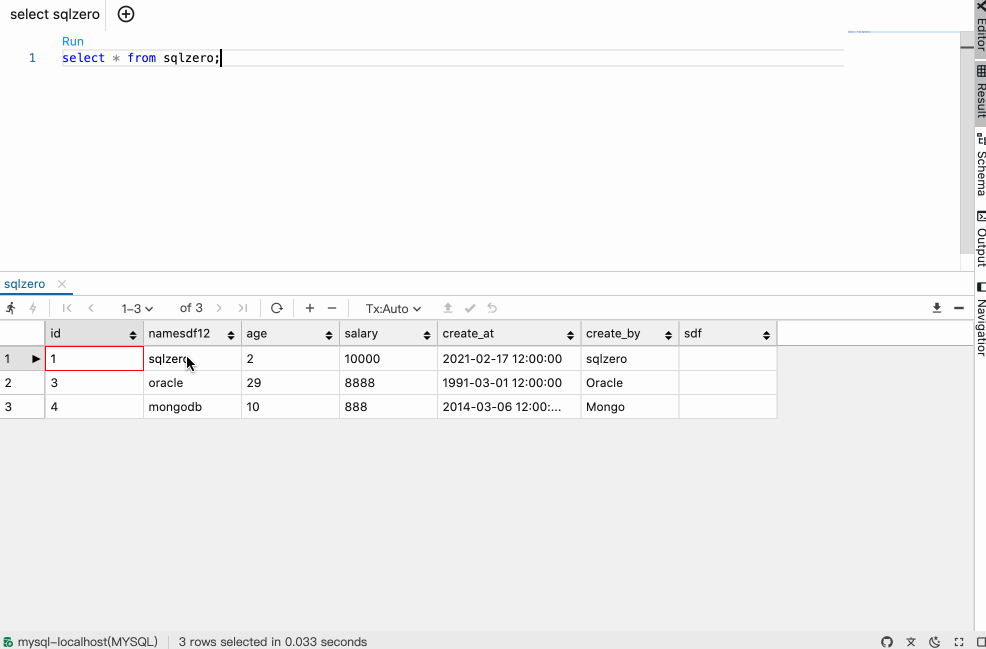 select sqlzero
Run
1 select * from sqlzero;
Editor
Result
Schema
Output
Navigatior
sqlzero
1–3 of 3 Tx:Auto
id namesdf12 age salary create_at create_by sdf
1 1 sqlzero 2 10000 2021-02-17 12:00:00 sqlzero
2 3 oracle 29 8888 1991-03-01 12:00:00 Oracle
3 4 mongodb 10 888 2014-03-06 12:00:... Mongo
mysql-localhost(MYSQL) 3 rows selected in 0.033 seconds